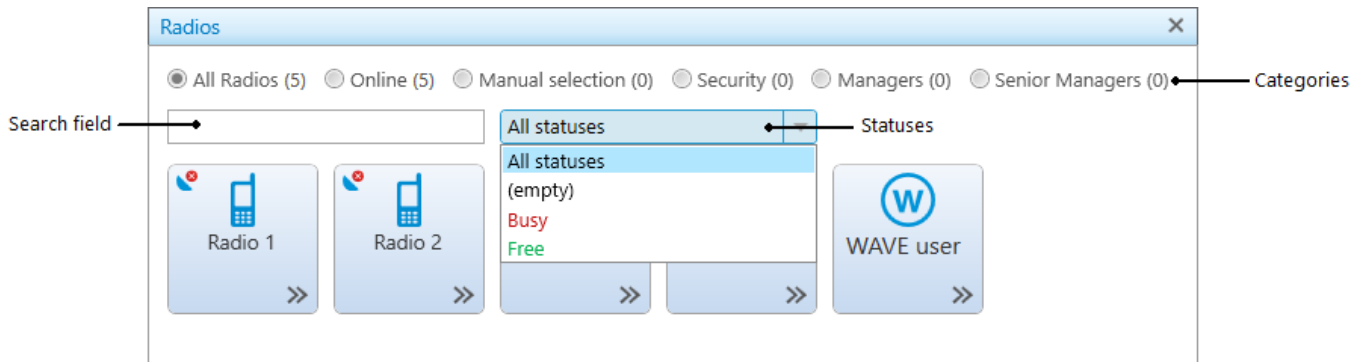 Radios
All Radios (5) Online (5) Manual selection (0) Security (0) Managers (0) Senior Managers (0) Categories
Search field All statuses Statuses
All statuses
(empty)
Busy
Free
Radio 1 Radio 2 W WAVE user